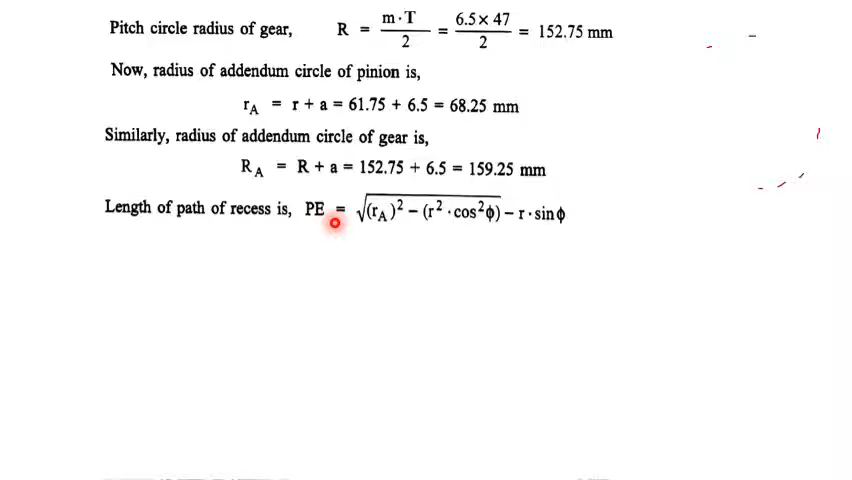 Pitch circle radius of gear, R = m·T / 2 = 6.5 × 47 / 2 = 152.75 mm
Now, radius of addendum circle of pinion is,
r_A = r + a = 61.75 + 6.5 = 68.25 mm
Similarly, radius of addendum circle of gear is,
R_A = R + a = 152.75 + 6.5 = 159.25 mm
Length of path of recess is, PE = √(r_A)² − (r² · cos²ϕ) − r · sinϕ